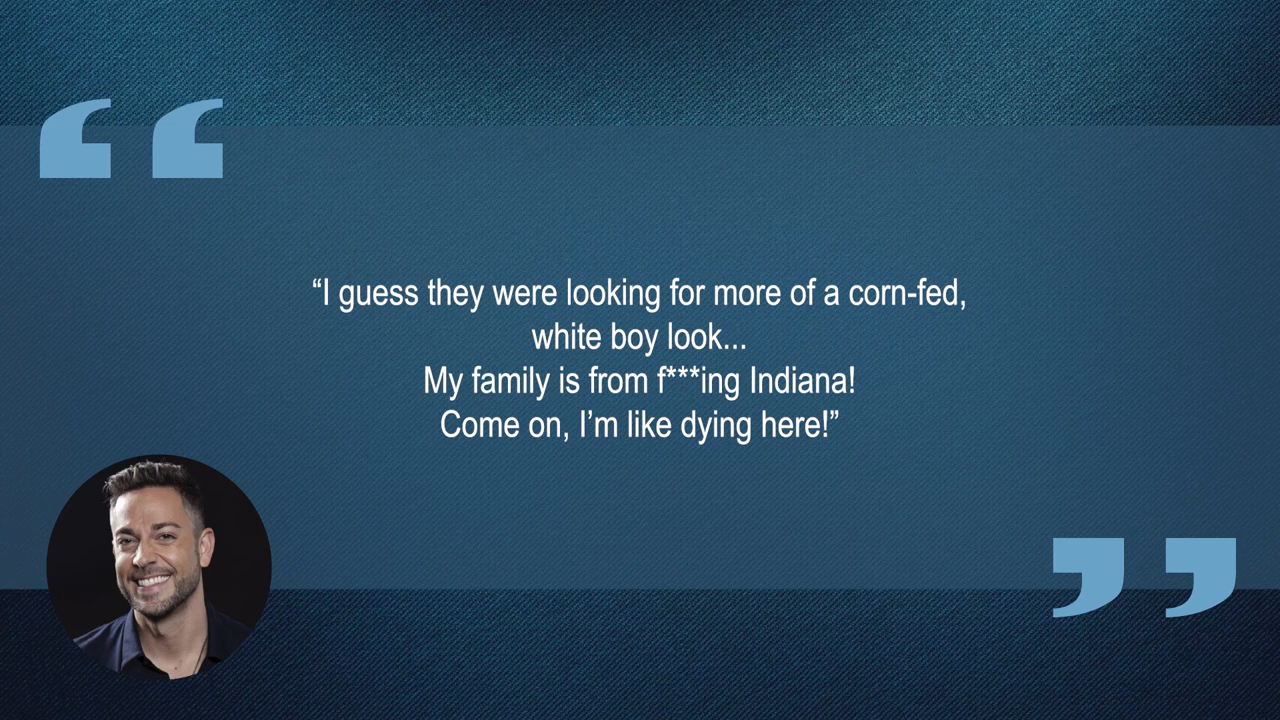 “I guess they were looking for more of a corn-fed,
white boy look...
My family is from f***ing Indiana!
Come on, I’m like dying here!”